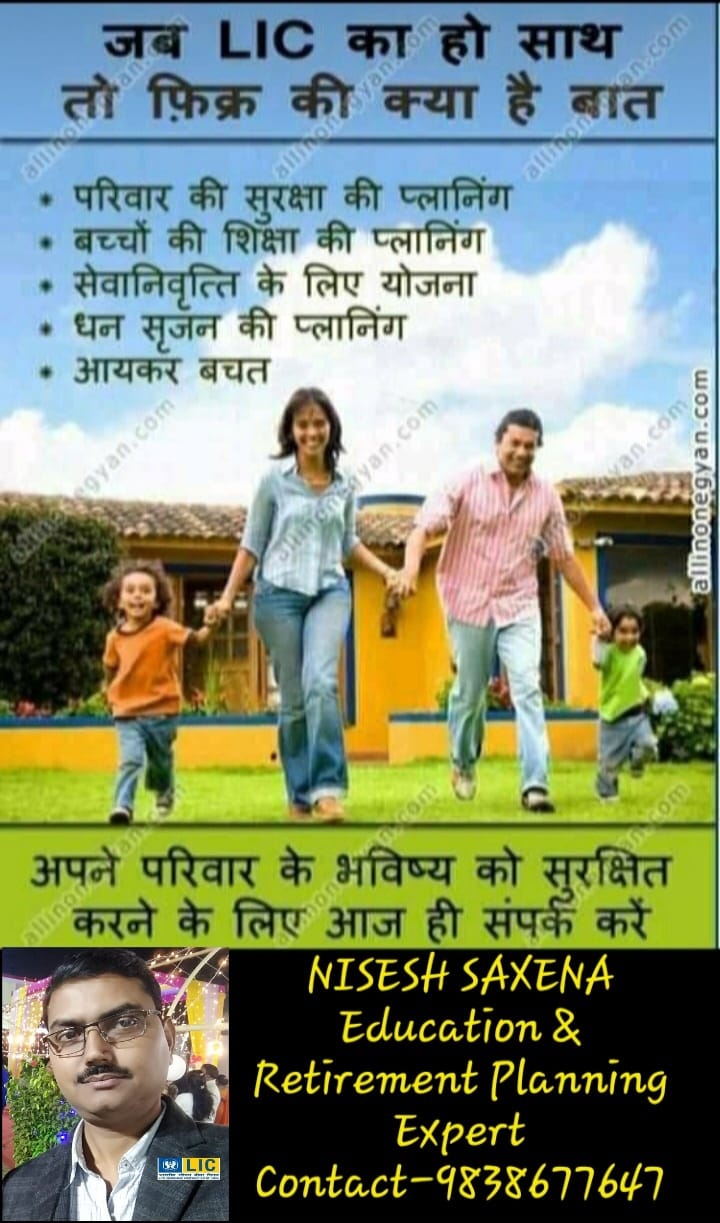 जब LIC का हो साथ
तो फ़िक्र की क्या है बात
* परिवार की सुरक्षा की प्लानिंग
* बच्चों की शिक्षा की प्लानिंग
* सेवानिवृत्ति के लिए योजना
* धन सृजन की प्लानिंग
* आयकर बचत
allinonegyan.com
अपने परिवार के भविष्य को सुरक्षित
करने के लिए आज ही संपर्क करें
NISESH SAXENA
Education &
Retirement Planning
Expert
Contact-9838677647
LIC